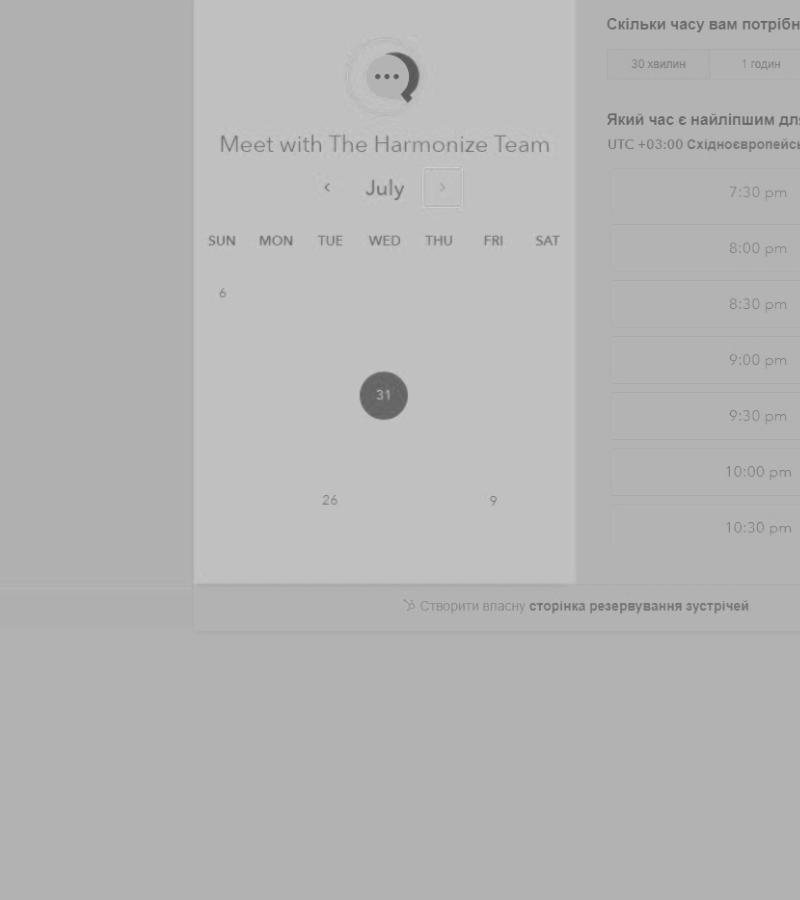 Meet with The Harmonize Team
July
SUN MON TUE WED THU FRI SAT
6
31
26 9
Скільки часу вам потрібн
30 хвилин 1 годин
Який час є найліпшим для
UTC +03:00 Східноєвропейсь
7:30 pm
8:00 pm
8:30 pm
9:00 pm
9:30 pm
10:00 pm
10:30 pm
Створити власну сторінка резервування зустрічей